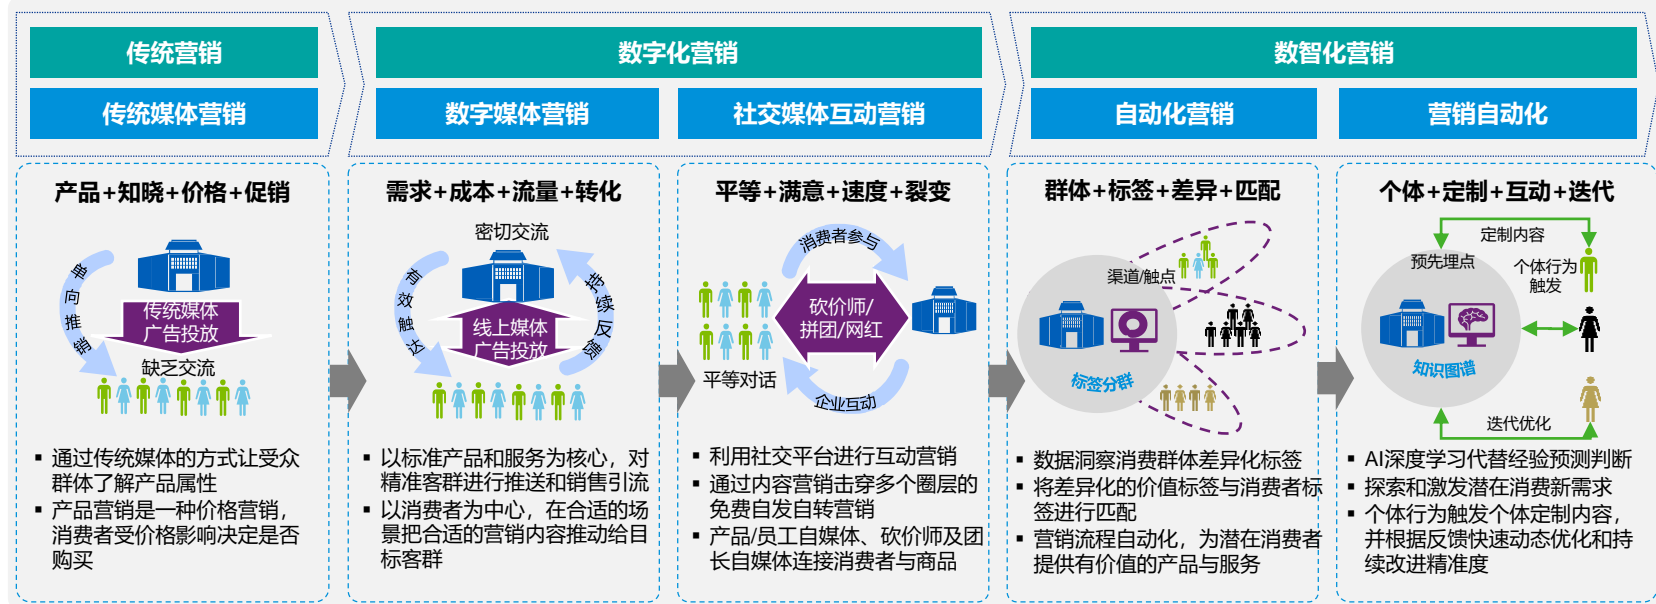 传统营销
数字化营销
数智化营销
传统媒体营销
数字媒体营销
社交媒体互动营销
自动化营销
营销自动化
产品+知晓+价格+促销
单向推销
传统媒体
广告投放
缺乏交流
▪ 通过传统媒体的方式让受众
群体了解产品属性
▪ 产品营销是一种价格营销，
消费者受价格影响决定是否
购买
需求+成本+流量+转化
密切交流
有效触达
持续反馈
线上媒体
广告投放
▪ 以标准产品和服务为核心，对
精准客群进行推送和销售引流
▪ 以消费者为中心，在合适的场
景把合适的营销内容推动给目
标客群
平等+满意+速度+裂变
消费者参与
砍价师/
拼团/网红
平等对话
企业互动
▪ 利用社交平台进行互动营销
▪ 通过内容营销击穿多个圈层的
免费自发自转营销
▪ 产品/员工自媒体、砍价师及团
长自媒体连接消费者与商品
群体+标签+差异+匹配
渠道/触点
标签分群
▪ 数据洞察消费群体差异化标签
▪ 将差异化的价值标签与消费者标
签进行匹配
▪ 营销流程自动化，为潜在消费者
提供有价值的产品与服务
个体+定制+互动+迭代
定制内容
预先埋点
个体行为
触发
知识图谱
迭代优化
▪ AI深度学习代替经验预测判断
▪ 探索和激发潜在消费新需求
▪ 个体行为触发个体定制内容，
并根据反馈快速动态优化和持
续改进精准度